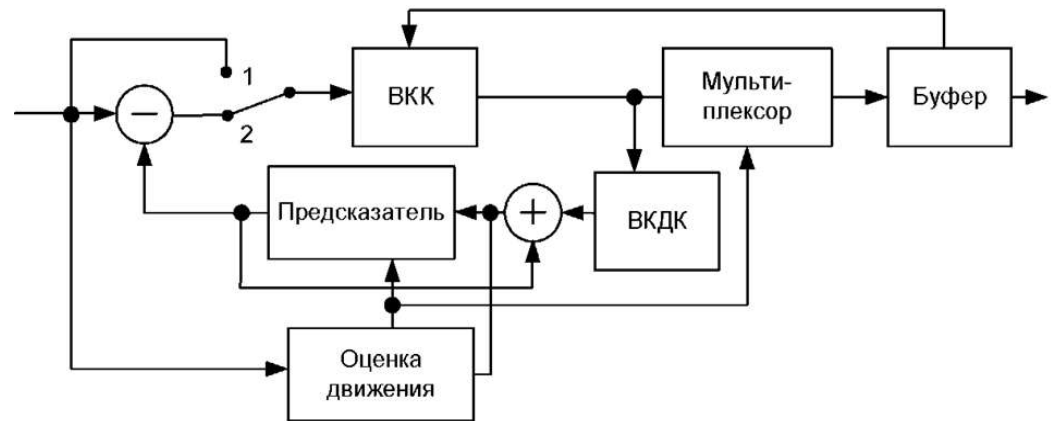 1
2
−
ВКК
Мульти-
плексор
Буфер
Предсказатель
+
ВКДК
Оценка
движения